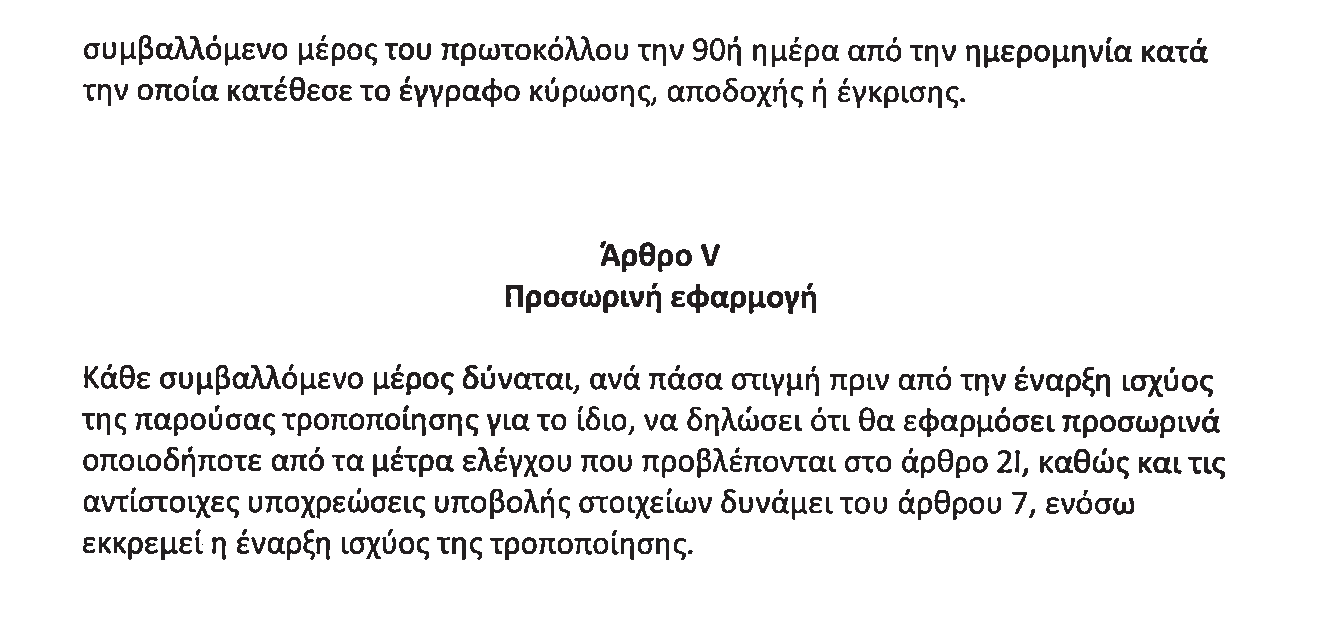 συμβαλλόμενο μέρος του πρωτοκόλλου την 90ή ημέρα από την ημερομηνία κατά
την οποία κατέθεσε το έγγραφο κύρωσης, αποδοχής ή έγκρισης.
Άρθρο V
Προσωρινή εφαρμογή
Κάθε συμβαλλόμενο μέρος δύναται, ανά πάσα στιγμή πριν από την έναρξη ισχύος
της παρούσας τροποποίησης για το ίδιο, να δηλώσει ότι θα εφαρμόσει προσωρινά
οποιοδήποτε από τα μέτρα ελέγχου που προβλέπονται στο άρθρο 2Ι, καθώς και τις
αντίστοιχες υποχρεώσεις υποβολής στοιχείων δυνάμει του άρθρου 7, ενόσω
εκκρεμεί η έναρξη ισχύος της τροποποίησης.